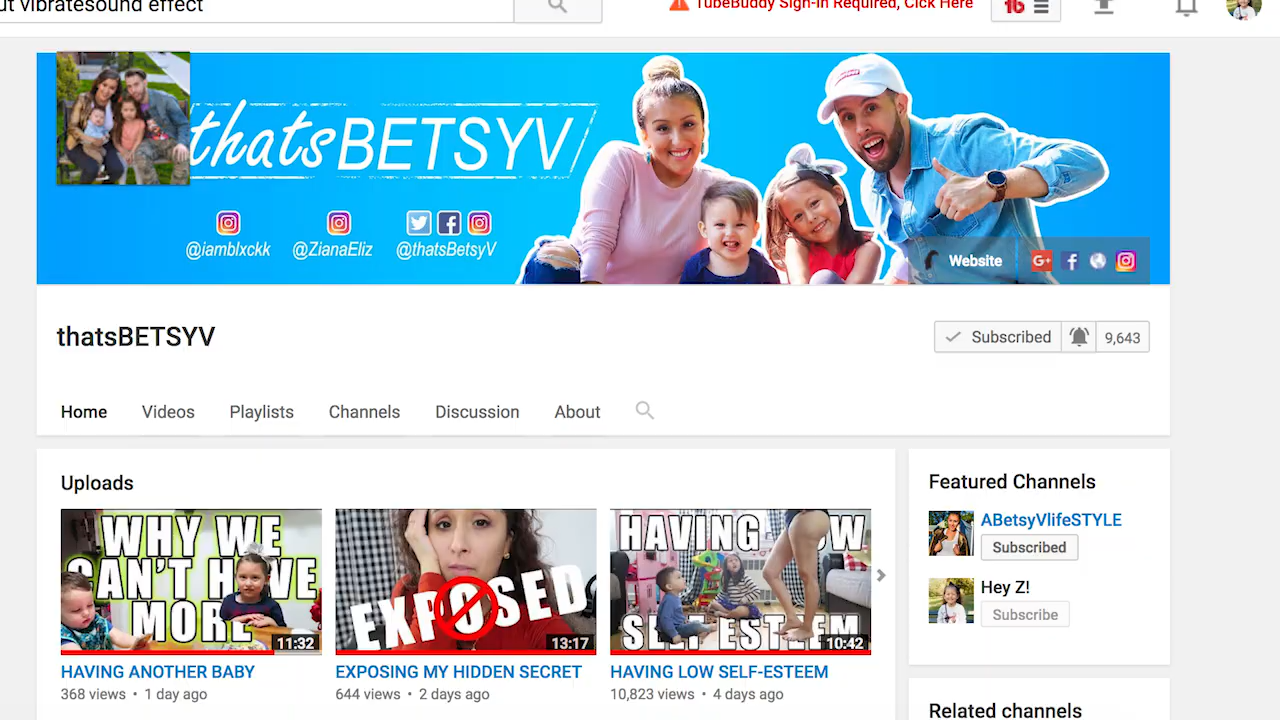 ut vibratesound effect
TubeBuddy Sign-In Required, Click Here
16
thatsBETSYV
@iamblxckk @ZianaEliz @thatsBetsyV
Website
G+
thatsBETSYV
Subscribed 9,643
Home Videos Playlists Channels Discussion About
Uploads
WHY WE
CAN'T HAVE
MORE
11:32
HAVING ANOTHER BABY
368 views • 1 day ago
EXPOSED
13:17
EXPOSING MY HIDDEN SECRET
644 views • 2 days ago
HAVING LOW
SELF-ESTEEM
10:42
HAVING LOW SELF-ESTEEM
10,823 views • 4 days ago
Featured Channels
ABetsyVlifeSTYLE
Subscribed
Hey Z!
Subscribe
Related channels